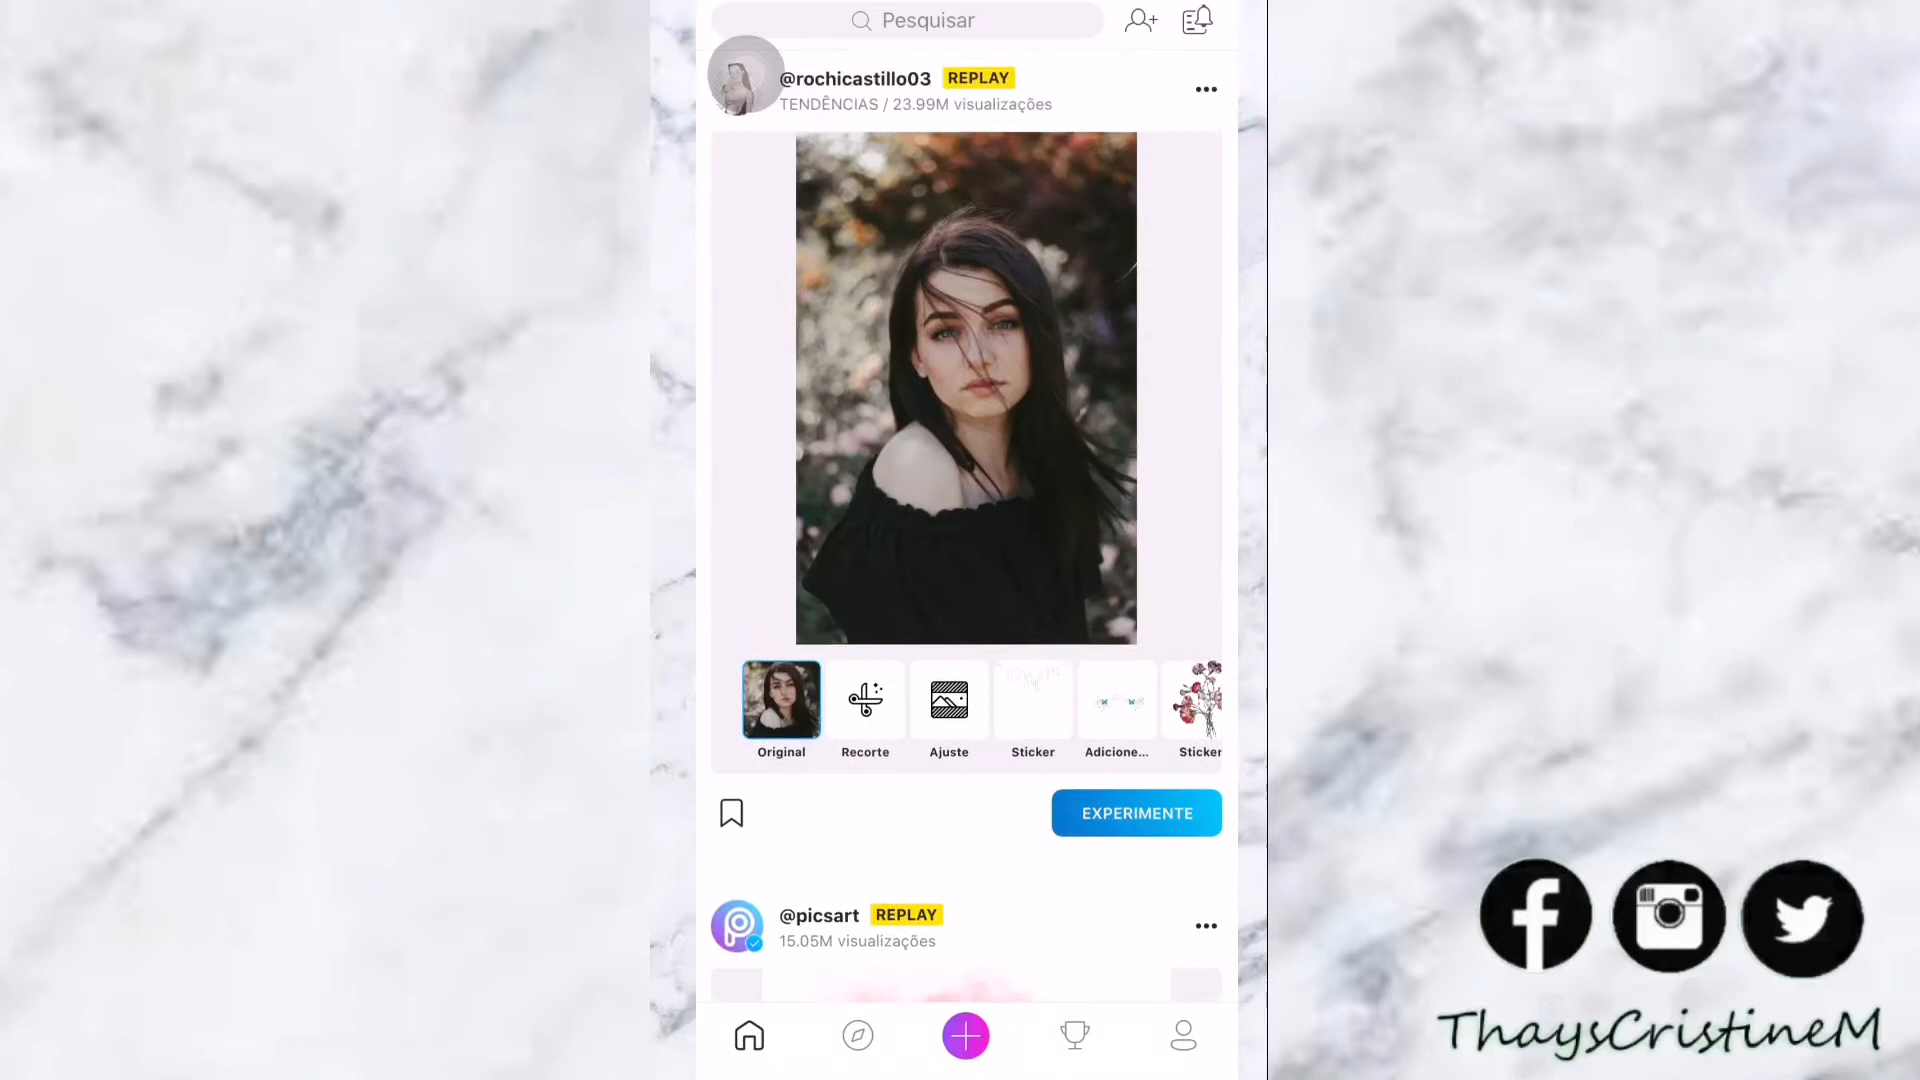 Pesquisar
@rochicastillo03 REPLAY
TENDÊNCIAS / 23.99M visualizações
Original
Recorte
Ajuste
Sticker
Adicione...
Sticker
EXPERIMENTE
@picsart REPLAY
15.05M visualizações
ThaysCristineM